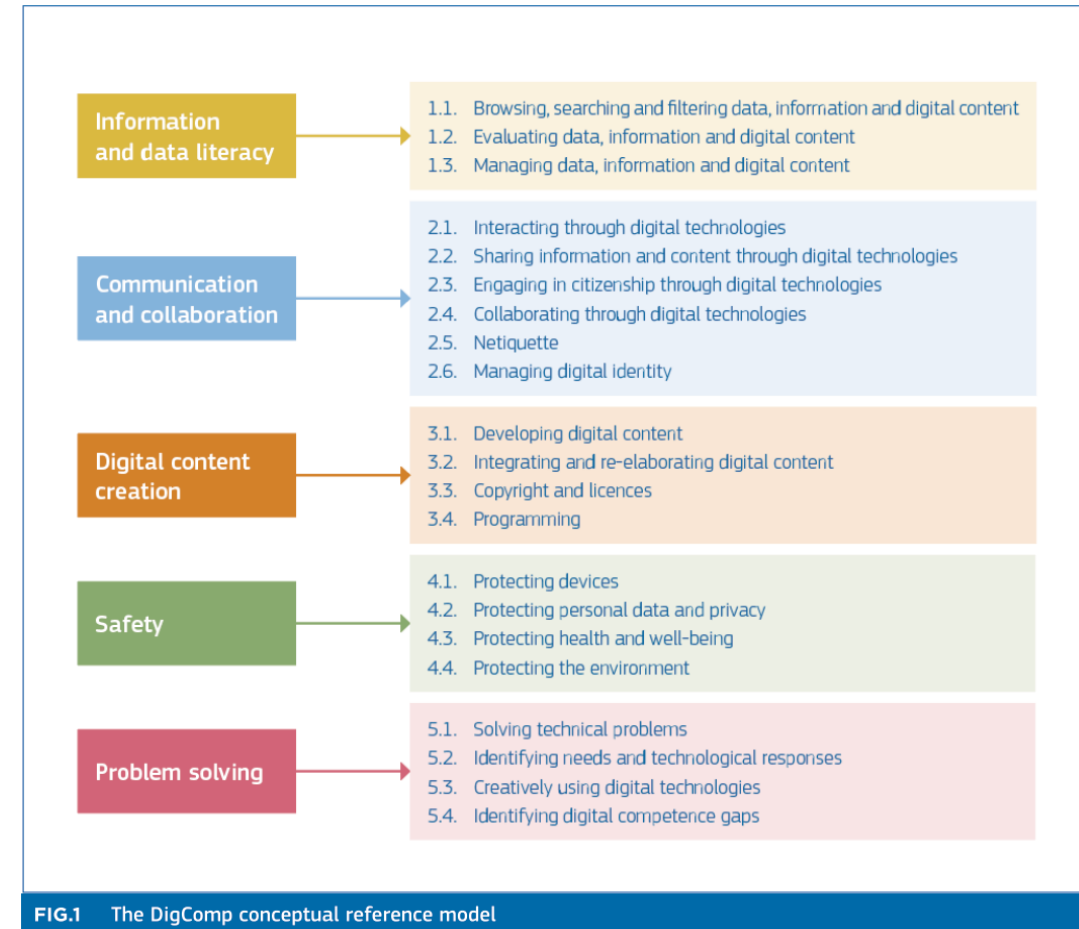 Information
and data literacy
1.1. Browsing, searching and filtering data, information and digital content
1.2. Evaluating data, information and digital content
1.3. Managing data, information and digital content
Communication
and collaboration
2.1. Interacting through digital technologies
2.2. Sharing information and content through digital technologies
2.3. Engaging in citizenship through digital technologies
2.4. Collaborating through digital technologies
2.5. Netiquette
2.6. Managing digital identity
Digital content
creation
3.1. Developing digital content
3.2. Integrating and re-elaborating digital content
3.3. Copyright and licences
3.4. Programming
Safety
4.1. Protecting devices
4.2. Protecting personal data and privacy
4.3. Protecting health and well-being
4.4. Protecting the environment
Problem solving
5.1. Solving technical problems
5.2. Identifying needs and technological responses
5.3. Creatively using digital technologies
5.4. Identifying digital competence gaps
FIG.1 The DigComp conceptual reference model